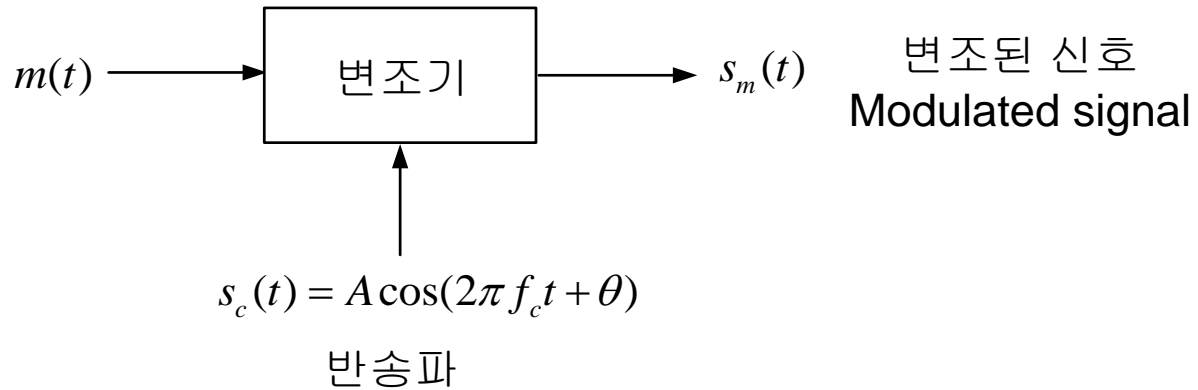 m(t)
변조기
s_m(t)
변조된 신호
Modulated signal
s_c(t) = A cos(2π f_c t + θ)
반송파